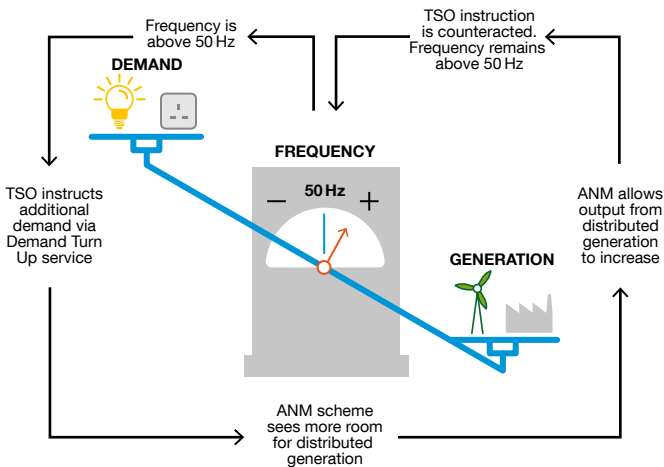 Frequency is
above 50 Hz
TSO instruction
is counteracted.
Frequency remains
above 50 Hz
DEMAND
FREQUENCY
50 Hz
− +
TSO instructs
additional
demand via
Demand Turn
Up service
ANM allows
output from
distributed
generation
to increase
GENERATION
ANM scheme
sees more room
for distributed
generation